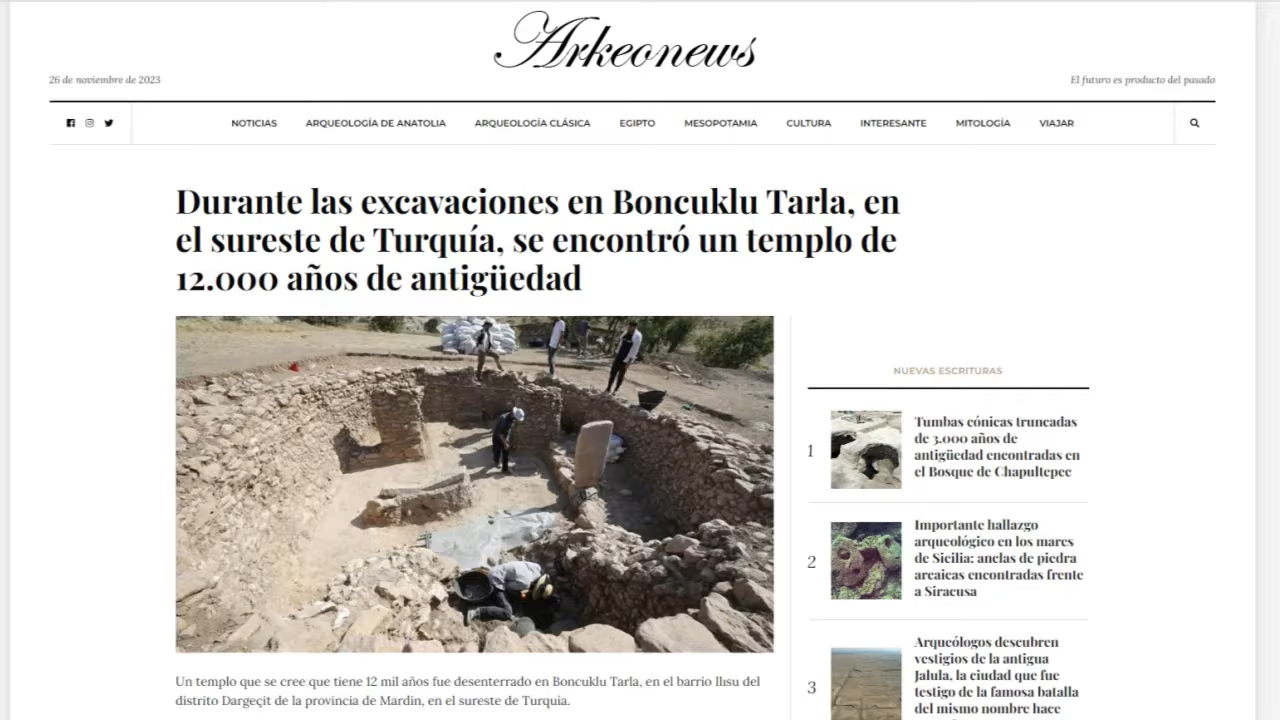 Arkeonews
26 de noviembre de 2023
El futuro es producto del pasado
NOTICIAS
ARQUEOLOGÍA DE ANATOLIA
ARQUEOLOGÍA CLÁSICA
EGIPTO
MESOPOTAMIA
CULTURA
INTERESANTE
MITOLOGÍA
VIAJAR
Durante las excavaciones en Boncuklu Tarla, en
el sureste de Turquía, se encontró un templo de
12.000 años de antigüedad
Un templo que se cree que tiene 12 mil años fue desenterrado en Boncuklu Tarla, en el barrio Ilısu del
distrito Dargeçit de la provincia de Mardin, en el sureste de Turquia.
NUEVAS ESCRITURAS
1
Tumbas cónicas truncadas
de 3.000 años de
antigüedad encontradas en
el Bosque de Chapultepec
2
Importante hallazgo
arqueológico en los mares
de Sicilia: anclas de piedra
arcaicas encontradas frente
a Siracusa
3
Arqueólogos descubren
vestigios de la antigua
Jalula, la ciudad que fue
testigo de la famosa batalla
del mismo nombre hace